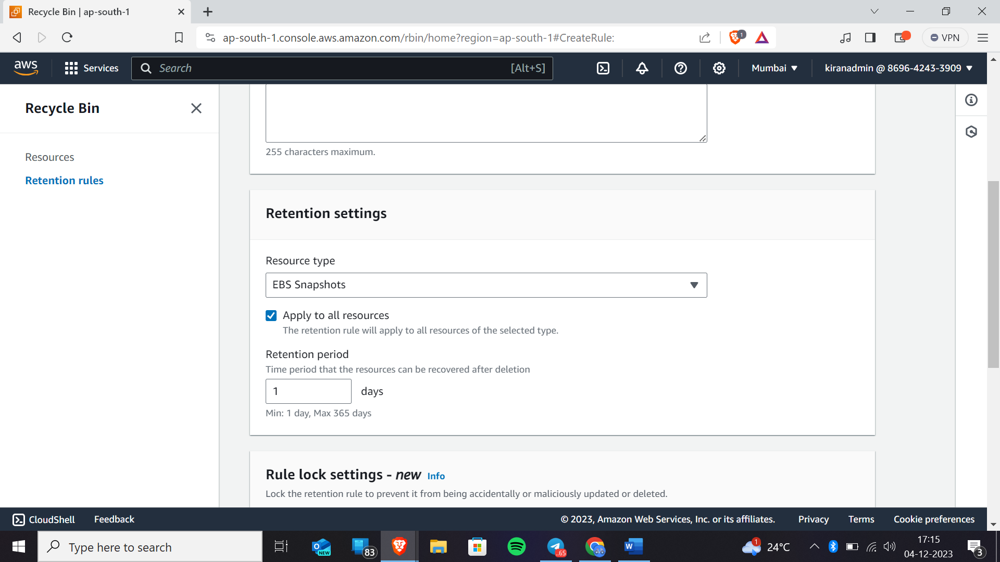 Recycle Bin | ap-south-1
ap-south-1.console.aws.amazon.com/rbin/home?region=ap-south-1#CreateRule:
1
VPN
aws
Services
Search
[Alt+S]
Mumbai
kiranadmin @ 8696-4243-3909
Recycle Bin
Resources
Retention rules
255 characters maximum.
Retention settings
Resource type
EBS Snapshots
Apply to all resources
The retention rule will apply to all resources of the selected type.
Retention period
Time period that the resources can be recovered after deletion
1 days
Min: 1 day, Max 365 days
Rule lock settings - new Info
Lock the retention rule to prevent it from being accidentally or maliciously updated or deleted.
CloudShell
Feedback
© 2023, Amazon Web Services, Inc. or its affiliates.
Privacy
Terms
Cookie preferences
Type here to search
NEW
83
..65
W
1
24°C
17:15
04-12-2023
3